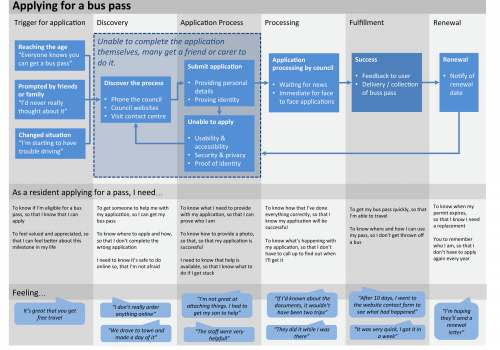 Applying for a bus pass
Trigger for application
Discovery
Application Process
Processing
Fulfillment
Renewal
Reaching the age
"Everyone knows you
can get a bus pass"
Prompted by friends
or family
"I'd never really
thought about it"
Changed situation
"I'm starting to have
trouble driving"
Unable to complete the application
themselves, many get a friend or carer to
do it.
Discover the process
• Phone the council
• Council websites
• Visit contact centre
Submit application
• Providing personal
details
• Proving identity
Unable to apply
• Usability &
accessibility
• Security & privacy
• Proof of identity
Application
processing by council
• Waiting for news
• Immediate for face
to face applications
Success
• Feedback to user
• Delivery / collection
of buss pass
Renewal
• Notify of
renewal
date
As a resident applying for a pass, I need...
To know if I'm eligible for a bus
pass, so that I know that I can
apply
To feel valued and appreciated, so
that I can feel better about this
milestone in my life
To get someone to help me with
my application, so I can get my
bus pass
To know where to apply and how,
so that I don't complete the
wrong application
I need to know it's safe to do
online so, that I'm not afraid
To know what I need to provide
with my application, so that I can
prove who I am
To know how to provide a photo,
so that, so that my application is
successful
I need to know that help is
available, so that I know what to
do if I get stuck
To know how that I've done
everything correctly, so that I
know my application will be
successful
To know what's happening with
my application, so that I don't
have to call up to find out when
I'll get it
To get my bus pass quickly, so that
I'm able to travel
To know where and how I can use
my pass, so I don't get thrown off
a bus
To know when my
permit expires,
so that I know I need
a replacement
You to remember
who I am, so that I
don't have to apply
again every year
Feeling...
It's great that you get
free travel
"I don't really order
anything online"
"We drove to town and
made a day of it"
"I'm not great at
attaching things. I had to
get my son to help"
"The staff were very
helpful!"
"If I'd known about the
documents, it wouldn't
have been two trips"
"They did it while I was
there"
"After 10 days, I went to
the website contact form to
see what had happened"
"It was very quick, I got it in
a week"
"I'm hoping
they'll send a
renewal
letter"